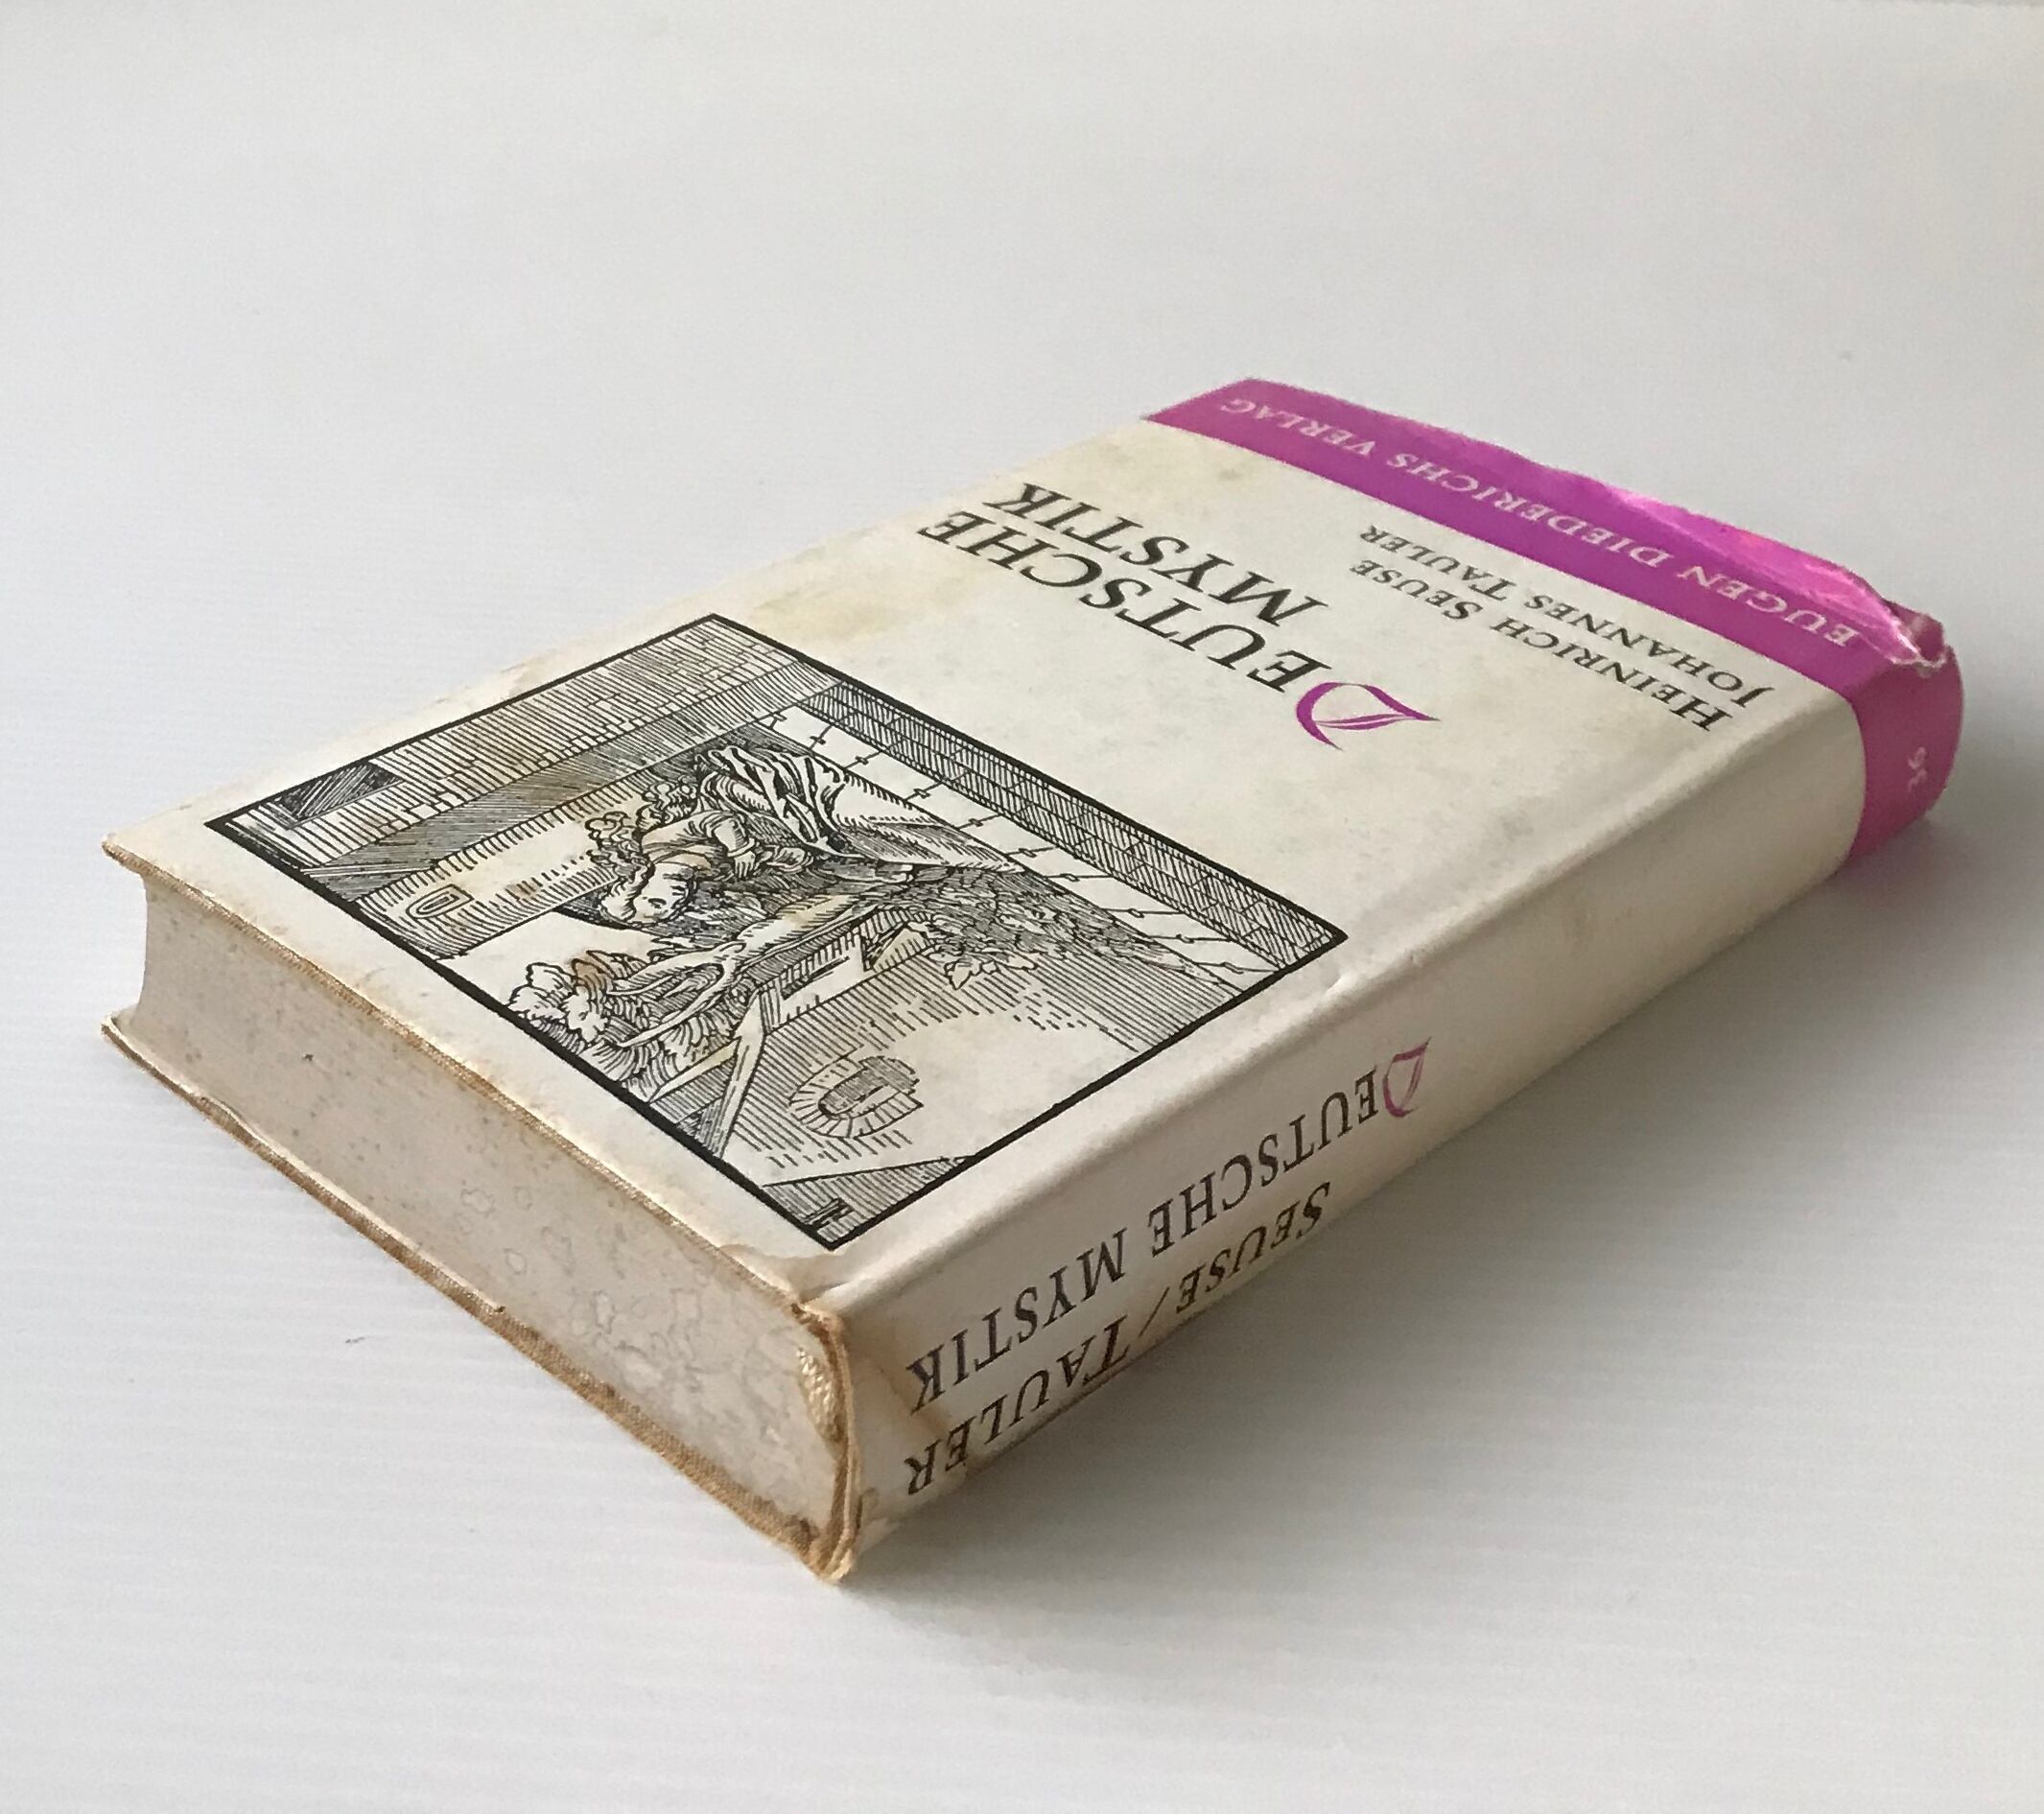 DEUTSCHE
MYSTIK
HEINRICH SEUSE
JOHANNES TAULER
EUGEN DIEDERICHS VERLAG
SEUSE/TAULER
DEUTSCHE MYSTIK